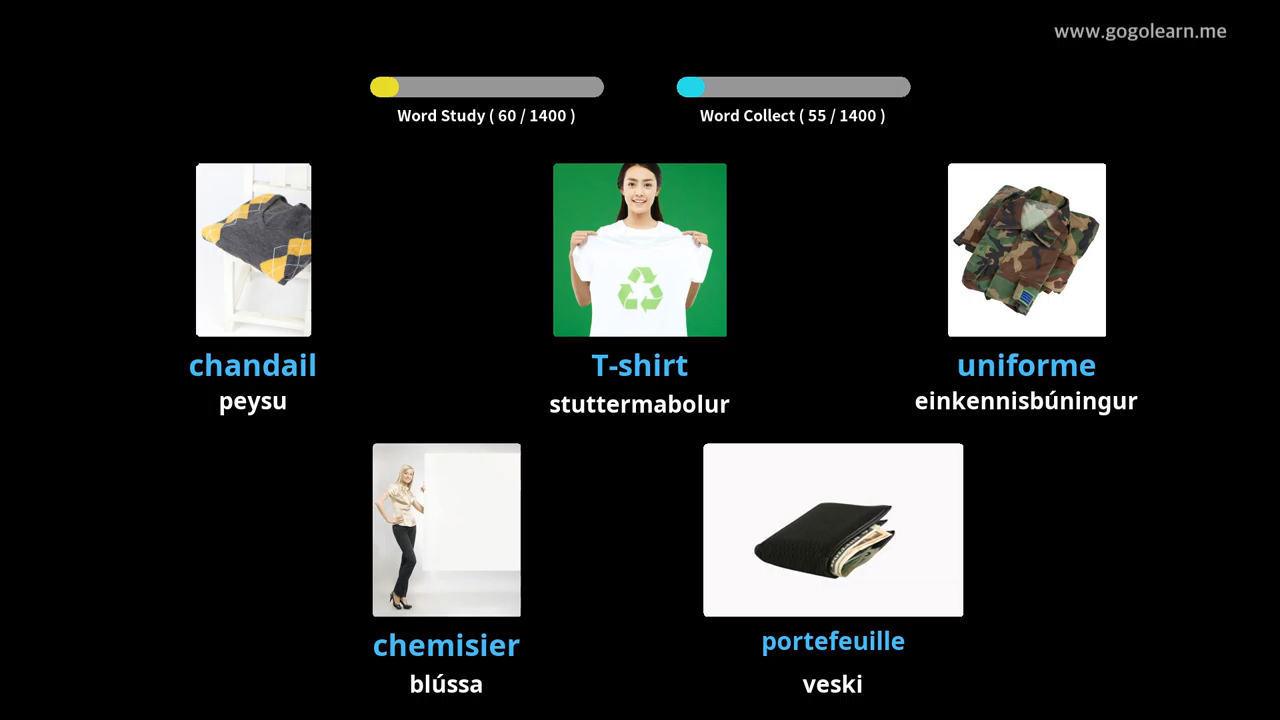 www.gogolearn.me
Word Study ( 60 / 1400 )
Word Collect ( 55 / 1400 )
chandail
peysu
T-shirt
stuttermabolur
uniforme
einkennisbúningur
chemisier
blússa
portefeuille
veski